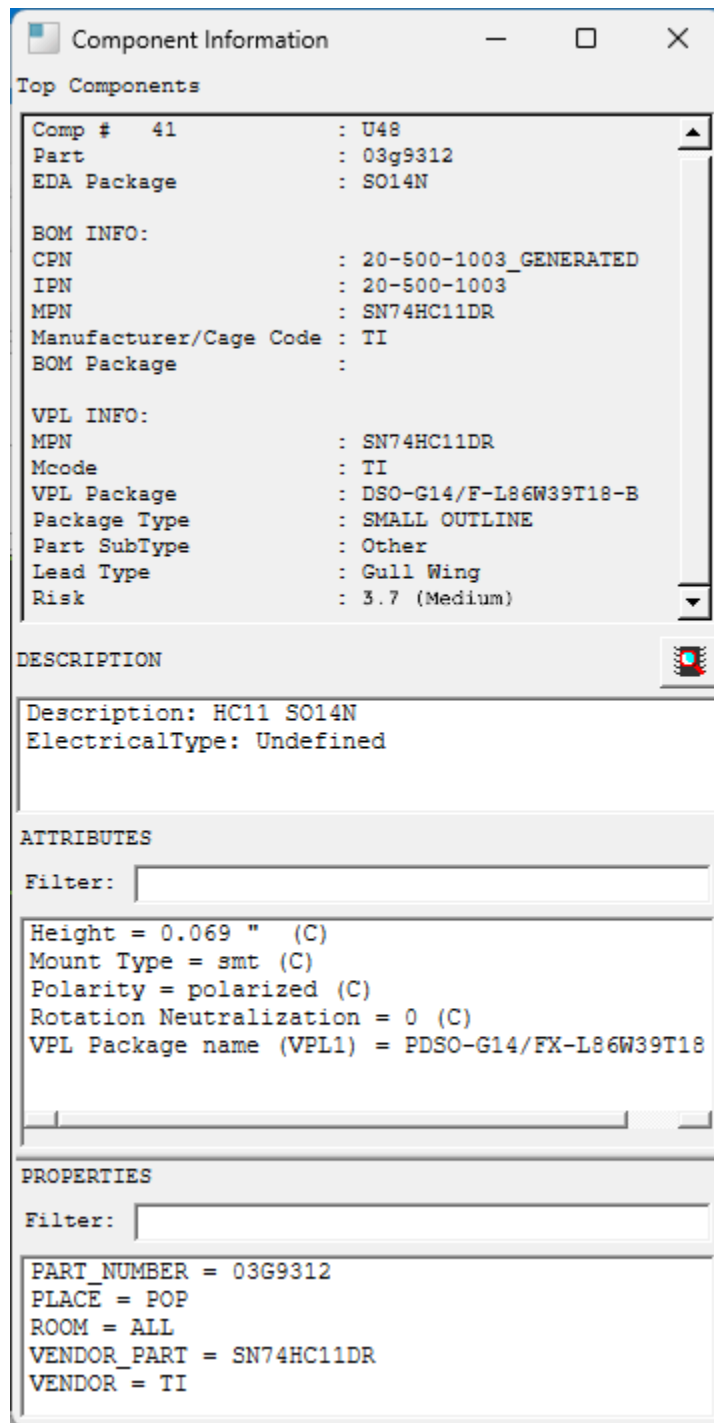 Component Information
Top Components
Comp #   41              : U48
Part                     : 03g9312
EDA Package              : SO14N
BOM INFO:
CPN                      : 20-500-1003_GENERATED
IPN                      : 20-500-1003
MPN                      : SN74HC11DR
Manufacturer/Cage Code : TI
BOM Package              :
VPL INFO:
MPN                      : SN74HC11DR
Mcode                    : TI
VPL Package              : DSO-G14/F-L86W39T18-B
Package Type             : SMALL OUTLINE
Part SubType             : Other
Lead Type                : Gull Wing
Risk                     : 3.7 (Medium)
DESCRIPTION
Description: HC11 SO14N
ElectricalType: Undefined
ATTRIBUTES
Filter:
Height = 0.069 "  (C)
Mount Type = smt (C)
Polarity = polarized (C)
Rotation Neutralization = 0 (C)
VPL Package name (VPL1) = PDSO-G14/FX-L86W39T18
PROPERTIES
Filter:
PART_NUMBER = 03G9312
PLACE = POP
ROOM = ALL
VENDOR_PART = SN74HC11DR
VENDOR = TI